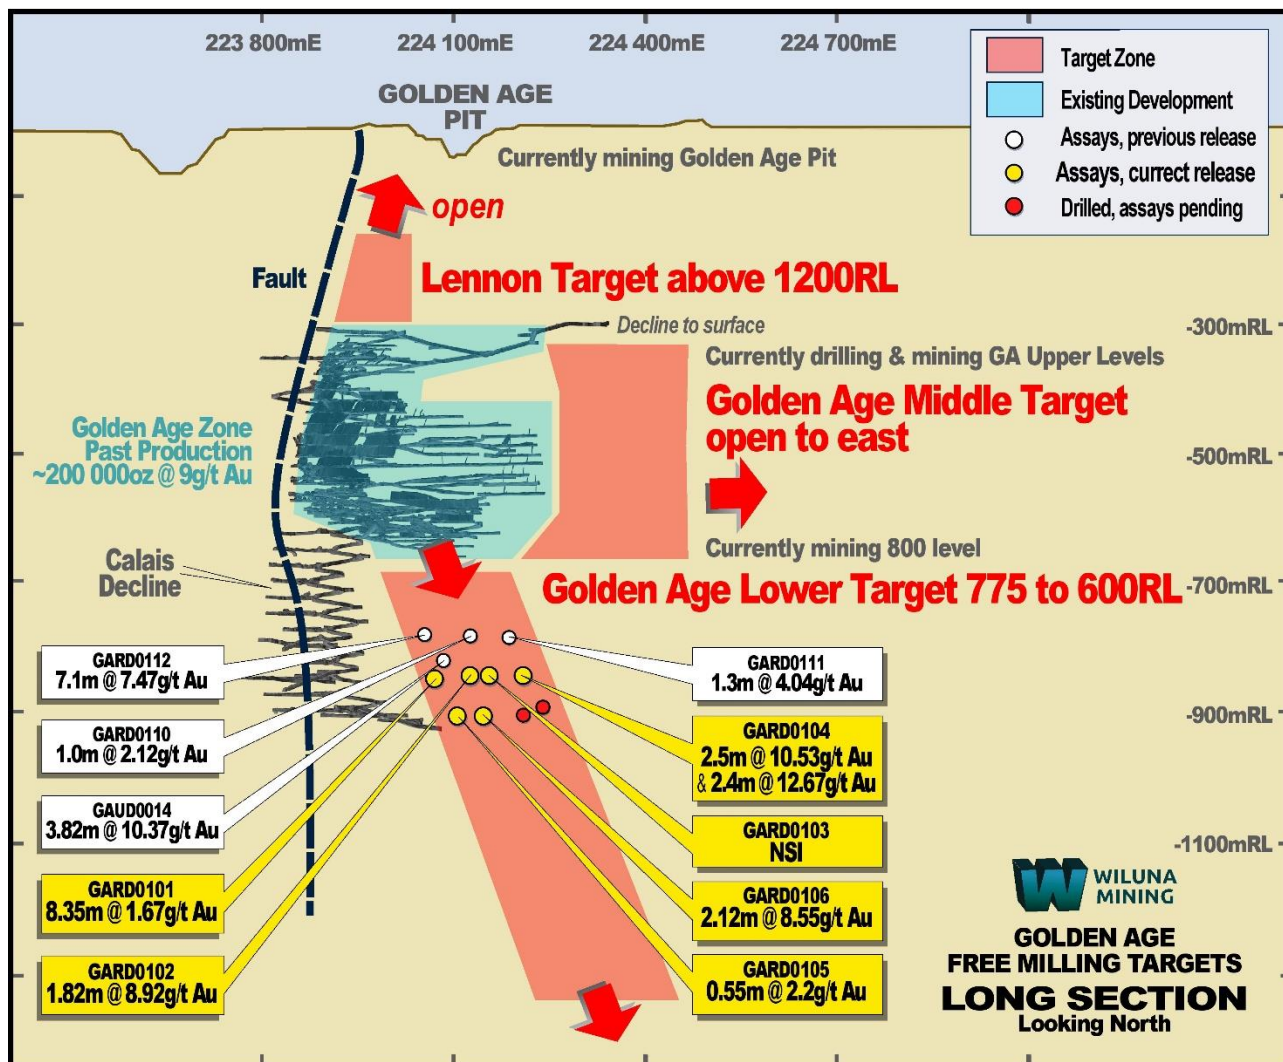 223 800mE
224 100mE
224 400mE
224 700mE
GOLDEN AGE
PIT
Target Zone
Existing Development
Assays, previous release
Assays, currect release
Drilled, assays pending
Currently mining Golden Age Pit
open
Fault
Lennon Target above 1200RL
Decline to surface
-300mRL
Currently drilling & mining GA Upper Levels
Golden Age Middle Target
open to east
Golden Age Zone
Past Production
~200 000oz @ 9g/t Au
-500mRL
Currently mining 800 level
Calais
Decline
Golden Age Lower Target 775 to 600RL
-700mRL
GARD0112
7.1m @ 7.47g/t Au
GARD0111
1.3m @ 4.04g/t Au
GARD0110
1.0m @ 2.12g/t Au
-900mRL
GARD0104
2.5m @ 10.53g/t Au
& 2.4m @ 12.67g/t Au
GAUD0014
3.82m @ 10.37g/t Au
GARD0103
NSI
-1100mRL
GARD0101
8.35m @ 1.67g/t Au
GARD0106
2.12m @ 8.55g/t Au
W WILUNA
MINING
GARD0102
1.82m @ 8.92g/t Au
GARD0105
0.55m @ 2.2g/t Au
GOLDEN AGE
FREE MILLING TARGETS
LONG SECTION
Looking North